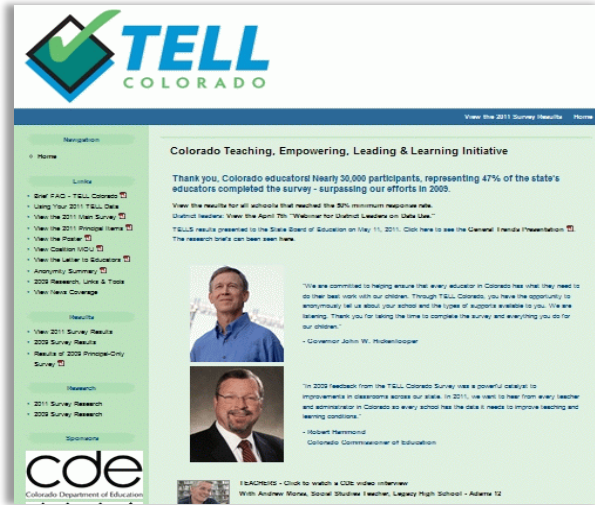 TELL
COLORADO
View the 2011 Survey Results Home
Navigation
Home
Links
Brief FAQ - TELL Colorado
Using Your 2011 TELL Data
View the 2011 Main Survey
View the 2011 Principal Items
View the Poster
View Coalition MOU
View the Letter to Educators
Anonymity Summary
2009 Research, Links & Tools
View News Coverage
Results
View 2011 Survey Results
2009 Survey Results
Results of 2009 Principal-Only
Survey
Research
2011 Survey Research
2009 Survey Research
Sponsors
cde
Colorado Department of Education
Colorado Teaching, Empowering, Leading & Learning Initiative
Thank you, Colorado educators! Nearly 30,000 participants, representing 47% of the state's
educators completed the survey - surpassing our efforts in 2009.
View the results for all schools that reached the 50% minimum response rate.
District leaders: View the April 7th "Webinar for District Leaders on Data Use."
TELLS results presented to the State Board of Education on May 11, 2011. Click here to see the General Trends Presentation
The research briefs can been seen here.
"We are committed to helping ensure that every educator in Colorado has what they need to
do their best work with our children. Through TELL Colorado, you have the opportunity to
anonymously tell us about your school and the types of supports available to you. We are
listening. Thank you for taking the time to complete the survey and everything you do for
our children."
- Governor John W. Hickenlooper
"In 2009 feedback from the TELL Colorado Survey was a powerful catalyst to
improvements in classrooms across our state. In 2011, we want to hear from every teacher
and administrator in Colorado so every school has the data it needs to improve teaching and
learning conditions."
- Robert Hammond
Colorado Commissioner of Education
TEACHERS - Click to watch a CDE video interview
With Andrew Social Studies Teacher, Legacy High School - Adams 12